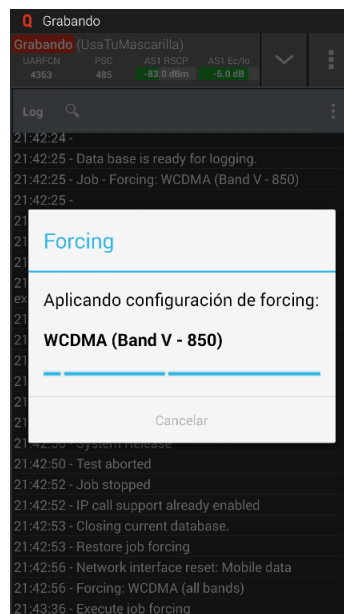 Grabando
Grabando (UsaTuMascarilla)
UARFCN PSC AS1 RSCP AS1 Ec/Io
4363 485 -83.0 dBm -5.0 dB
Log
21:42:24 -
21:42:25 - Data base is ready for logging.
21:42:25 - Job - Forcing: WCDMA (Band V - 850)
21:42:25 -
Forcing
Aplicando configuración de forcing:
WCDMA (Band V - 850)
Cancelar
21:42:50 - Test aborted
21:42:52 - Job stopped
21:42:52 - IP call support already enabled
21:42:53 - Closing current database.
21:42:53 - Restore job forcing
21:42:56 - Network interface reset: Mobile data
21:42:56 - Forcing: WCDMA (all bands)
21:43:36 - Execute job forcing